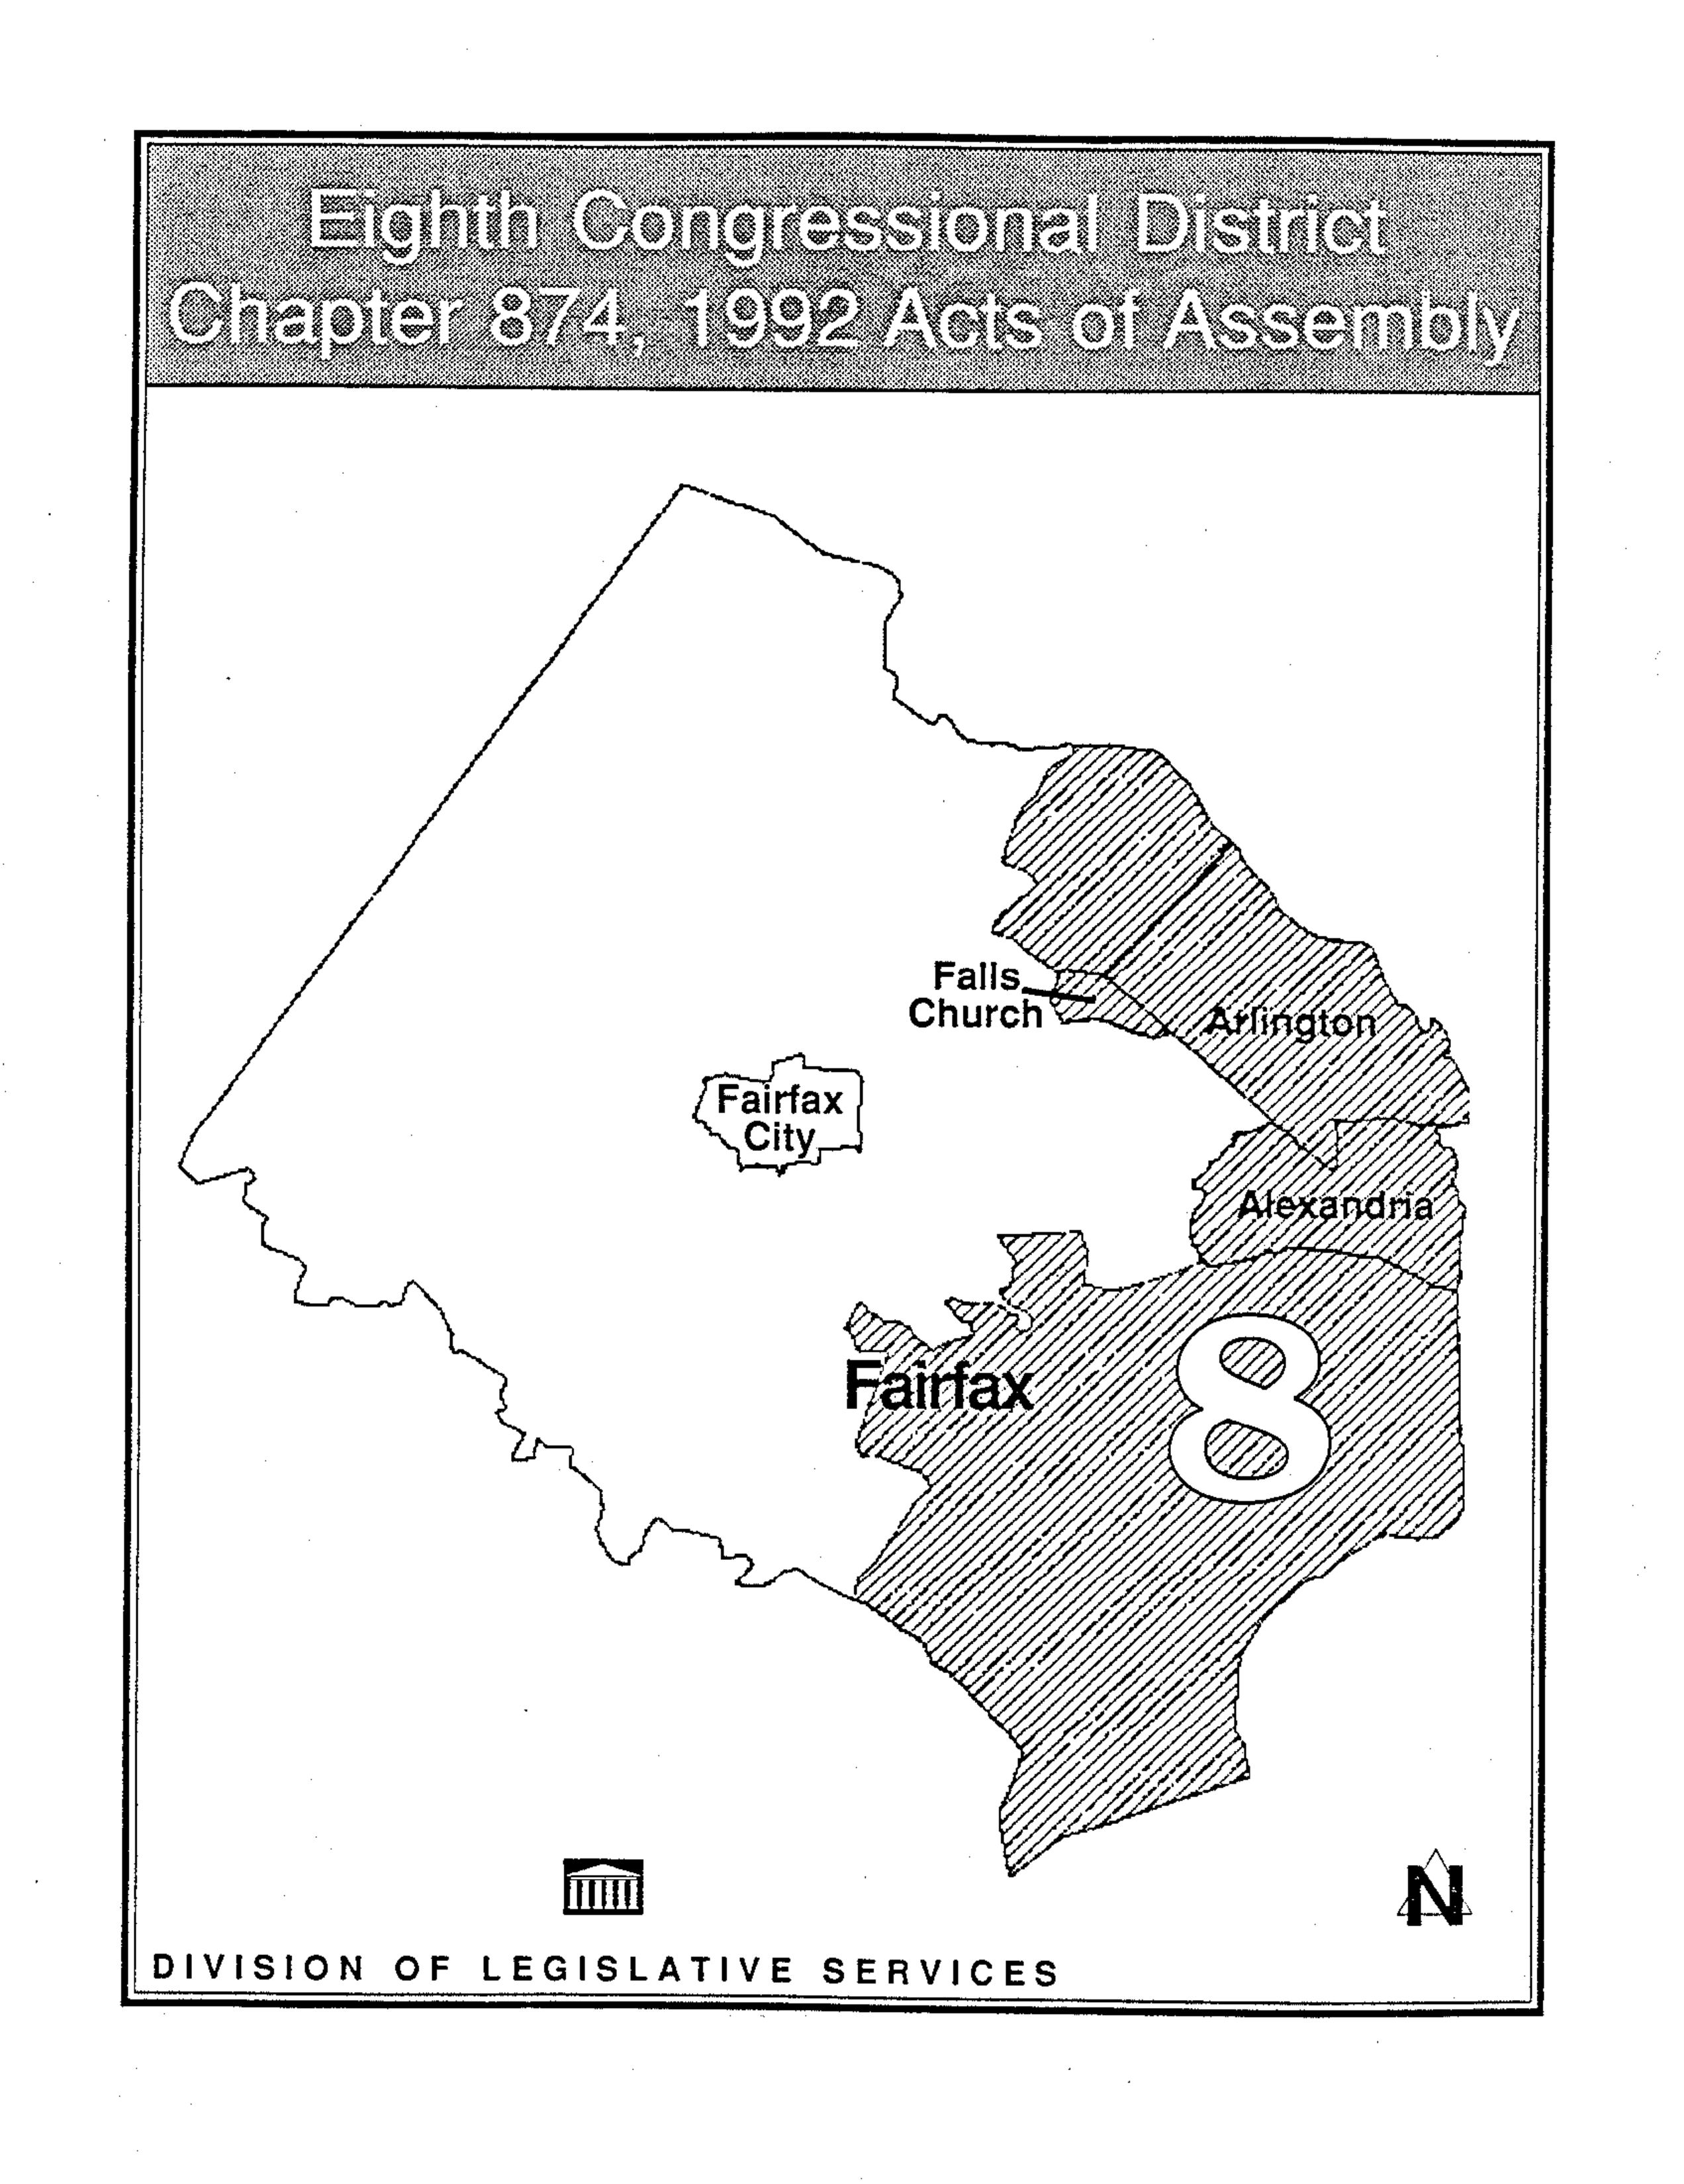 Eighth Congressional District
Chapter 874, 1992 Acts of Assembly
Falls
Church
Arlington
Fairfax
City
Alexandria
Fairfax
8
N
DIVISION OF LEGISLATIVE SERVICES